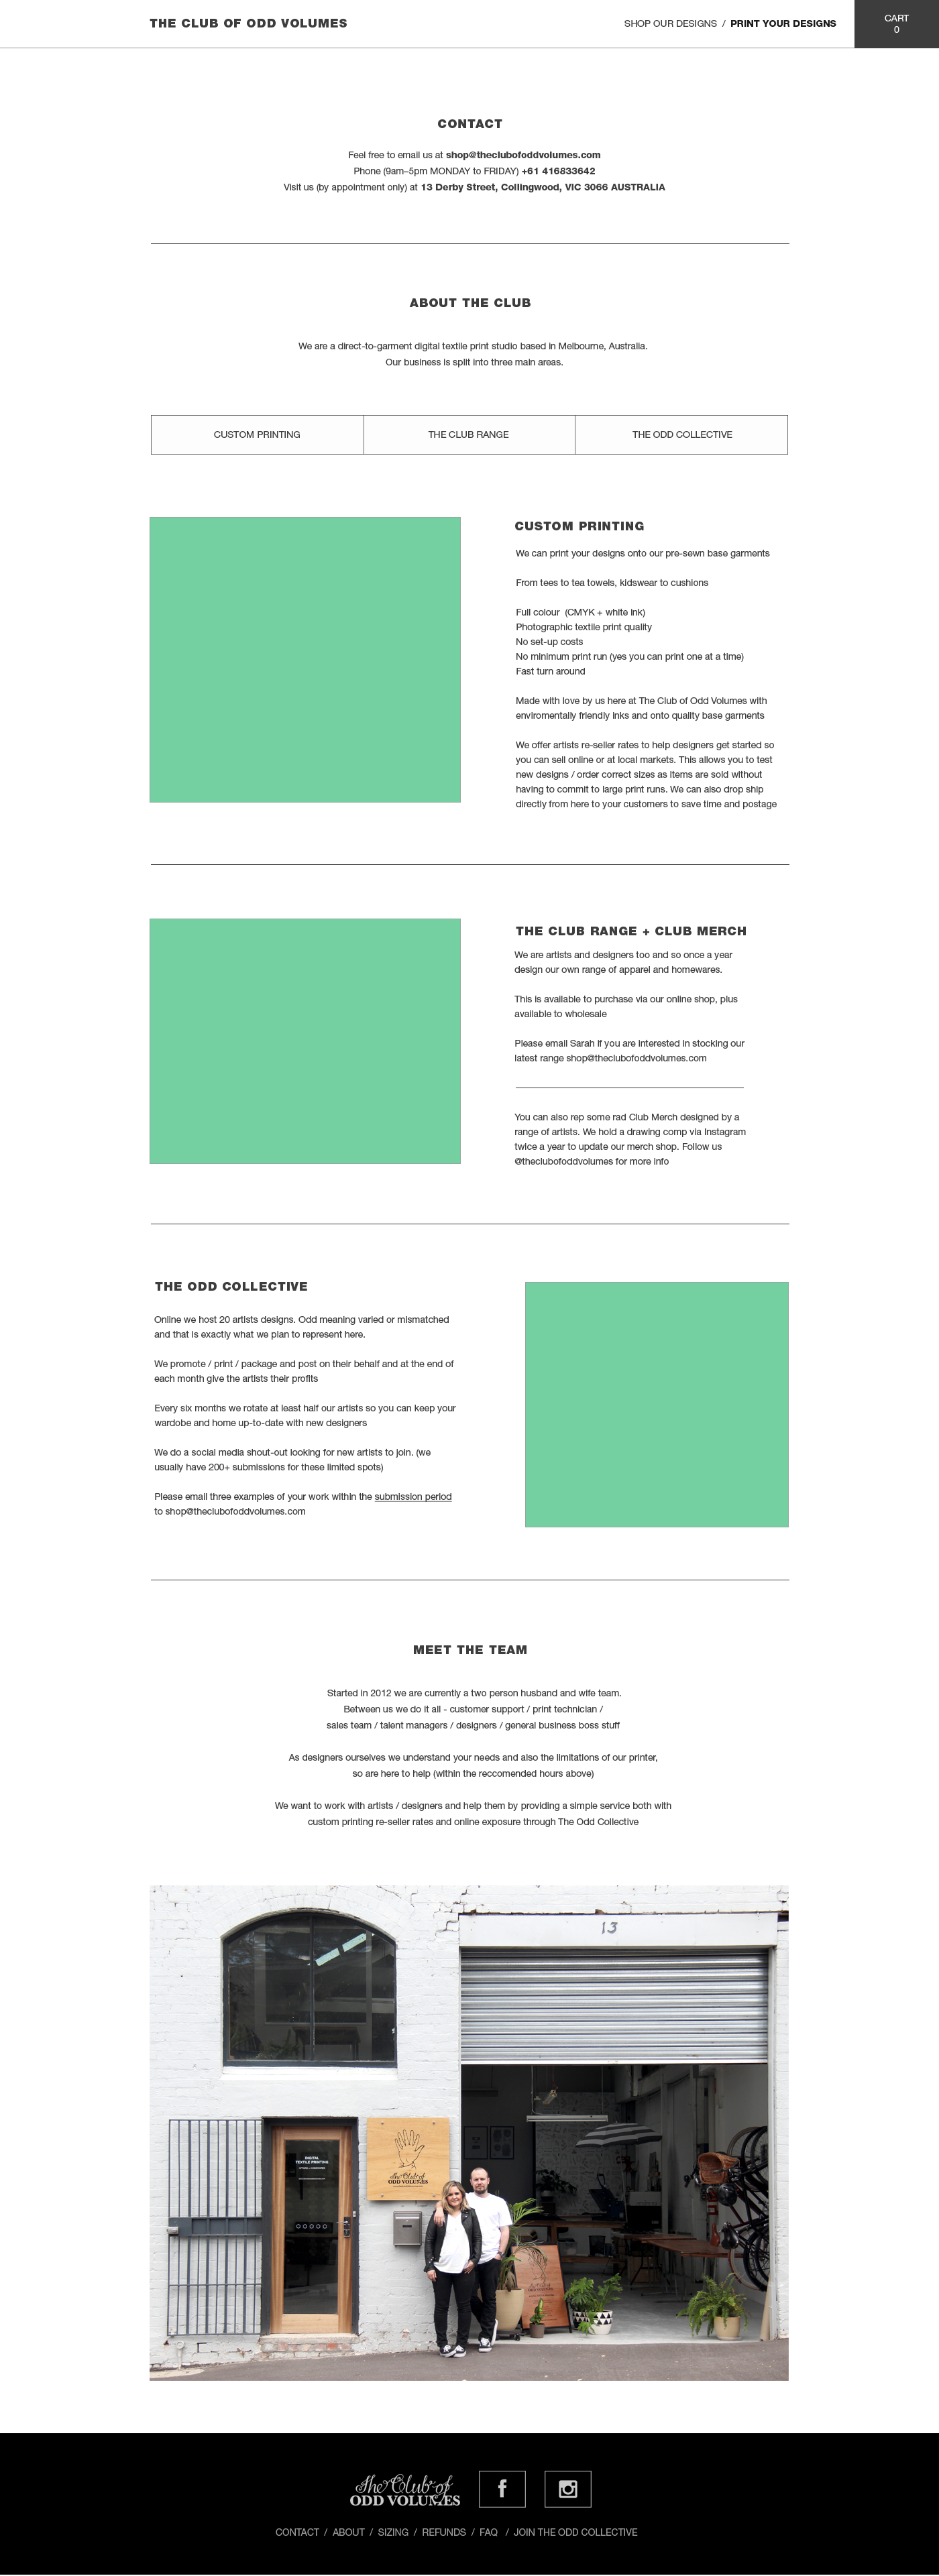 THE CLUB OF ODD VOLUMES
SHOP OUR DESIGNS / PRINT YOUR DESIGNS
CART
0
CONTACT
Feel free to email us at shop@theclubofoddvolumes.com
Phone (9am–5pm MONDAY to FRIDAY) +61 416833642
Visit us (by appointment only) at 13 Derby Street, Collingwood, VIC 3066 AUSTRALIA
ABOUT THE CLUB
We are a direct-to-garment digital textile print studio based in Melbourne, Australia.
Our business is split into three main areas.
CUSTOM PRINTING
THE CLUB RANGE
THE ODD COLLECTIVE
CUSTOM PRINTING
We can print your designs onto our pre-sewn base garments
From tees to tea towels, kidswear to cushions
Full colour (CMYK + white ink)
Photographic textile print quality
No set-up costs
No minimum print run (yes you can print one at a time)
Fast turn around
Made with love by us here at The Club of Odd Volumes with
enviromentally friendly inks and onto quality base garments
We offer artists re-seller rates to help designers get started so
you can sell online or at local markets. This allows you to test
new designs / order correct sizes as items are sold without
having to commit to large print runs. We can also drop ship
directly from here to your customers to save time and postage
THE CLUB RANGE + CLUB MERCH
We are artists and designers too and so once a year
design our own range of apparel and homewares.
This is available to purchase via our online shop, plus
available to wholesale
Please email Sarah if you are interested in stocking our
latest range shop@theclubofoddvolumes.com
You can also rep some rad Club Merch designed by a
range of artists. We hold a drawing comp via Instagram
twice a year to update our merch shop. Follow us
@theclubofoddvolumes for more info
THE ODD COLLECTIVE
Online we host 20 artists designs. Odd meaning varied or mismatched
and that is exactly what we plan to represent here.
We promote / print / package and post on their behalf and at the end of
each month give the artists their profits
Every six months we rotate at least half our artists so you can keep your
wardobe and home up-to-date with new designers
We do a social media shout-out looking for new artists to join. (we
usually have 200+ submissions for these limited spots)
Please email three examples of your work within the submission period
to shop@theclubofoddvolumes.com
MEET THE TEAM
Started in 2012 we are currently a two person husband and wife team.
Between us we do it all - customer support / print technician /
sales team / talent managers / designers / general business boss stuff
As designers ourselves we understand your needs and also the limitations of our printer,
so are here to help (within the reccomended hours above)
We want to work with artists / designers and help them by providing a simple service both with
custom printing re-seller rates and online exposure through The Odd Collective
13
DIGITAL
TEXTILE PRINTING
The Club of
ODD VOLUMES
The Club of
ODD VOLUMES
CONTACT / ABOUT / SIZING / REFUNDS / FAQ / JOIN THE ODD COLLECTIVE